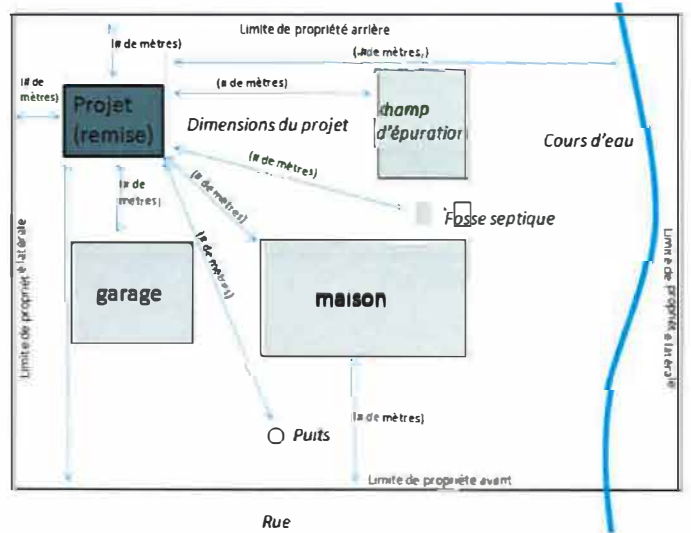 Limite de propriété arrière
(# de mètres)
(# de mètres,)
(# de
mètres)
(# de mètres)
Projet
(remise)
Dimensions du projet
champ
d'épuration
Cours d'eau
(# de mètres)
(# de
mètres)
(# de mètres)
Fosse septique
(# de mètres)
Limite de propriété latérale
garage
maison
Limite de propriété latérale
(# de mètres)
Puits
Limite de propriète avant
Rue